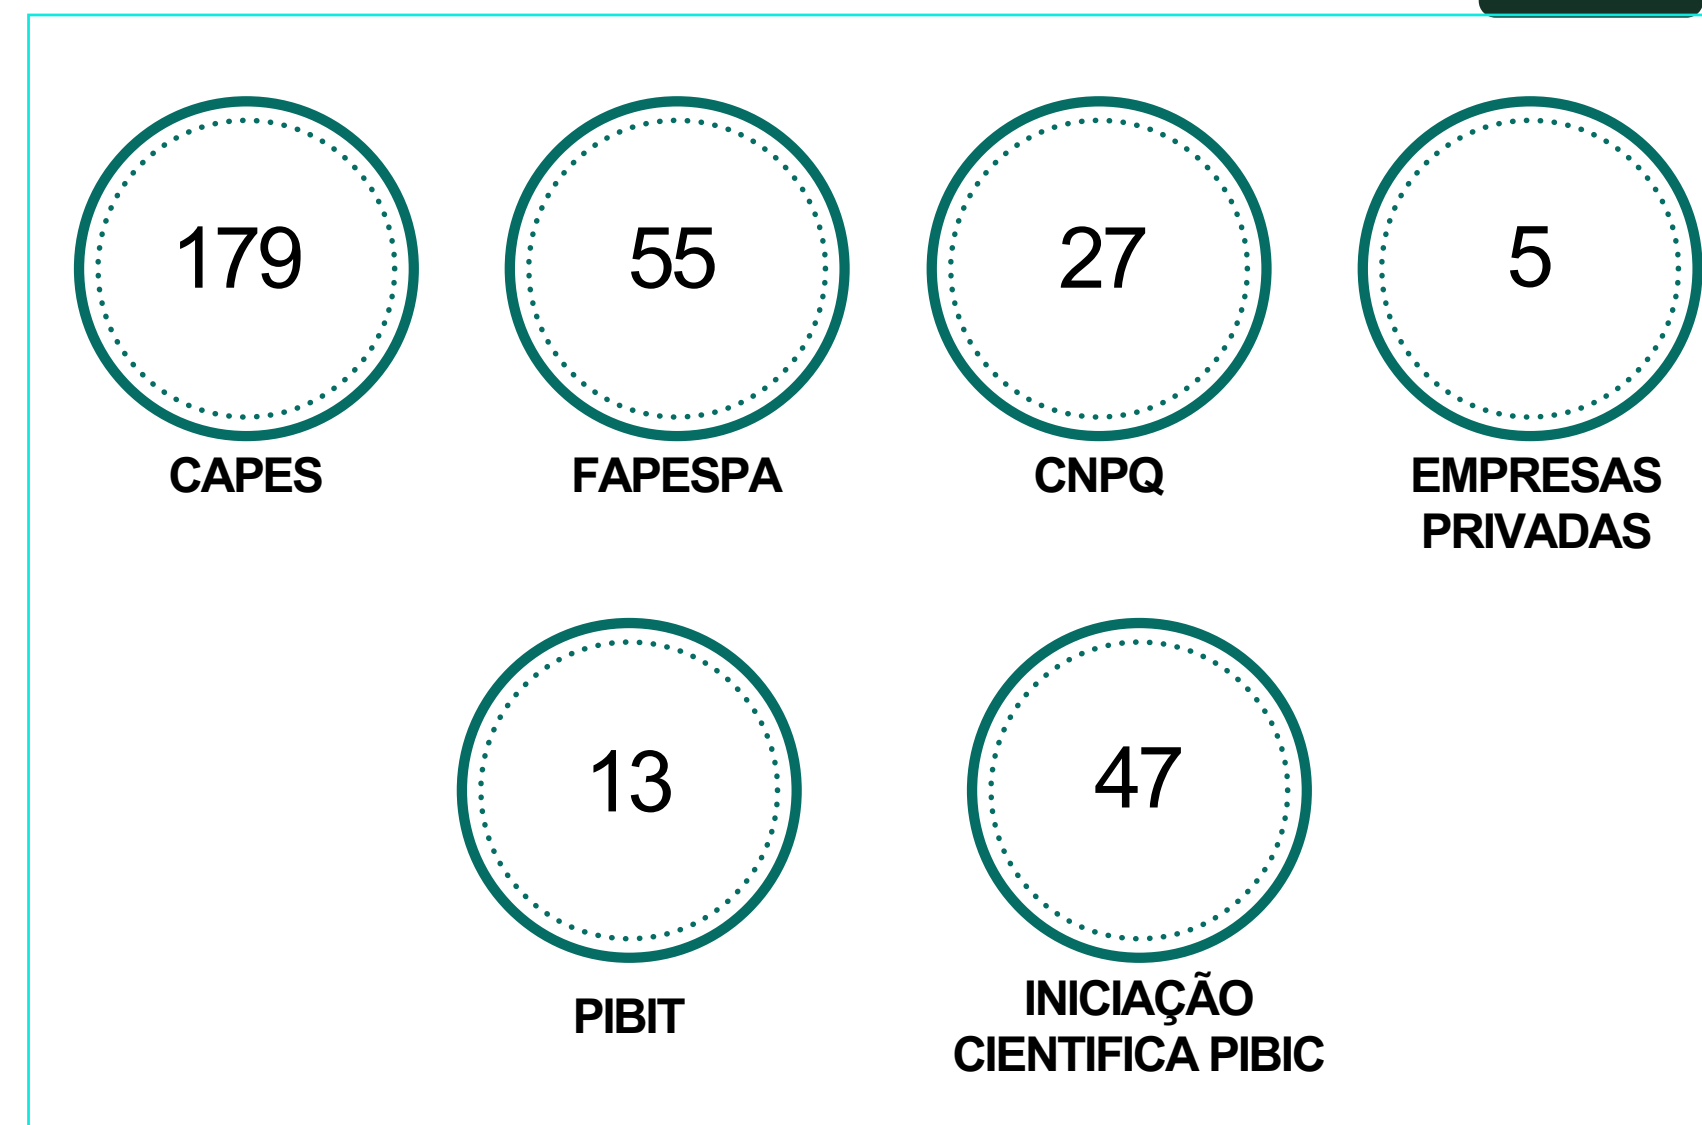 179
55
27
5
CAPES
FAPESPA
CNPQ
EMPRESAS
PRIVADAS
13
47
PIBIT
INICIAÇÃO
CIENTIFICA PIBIC